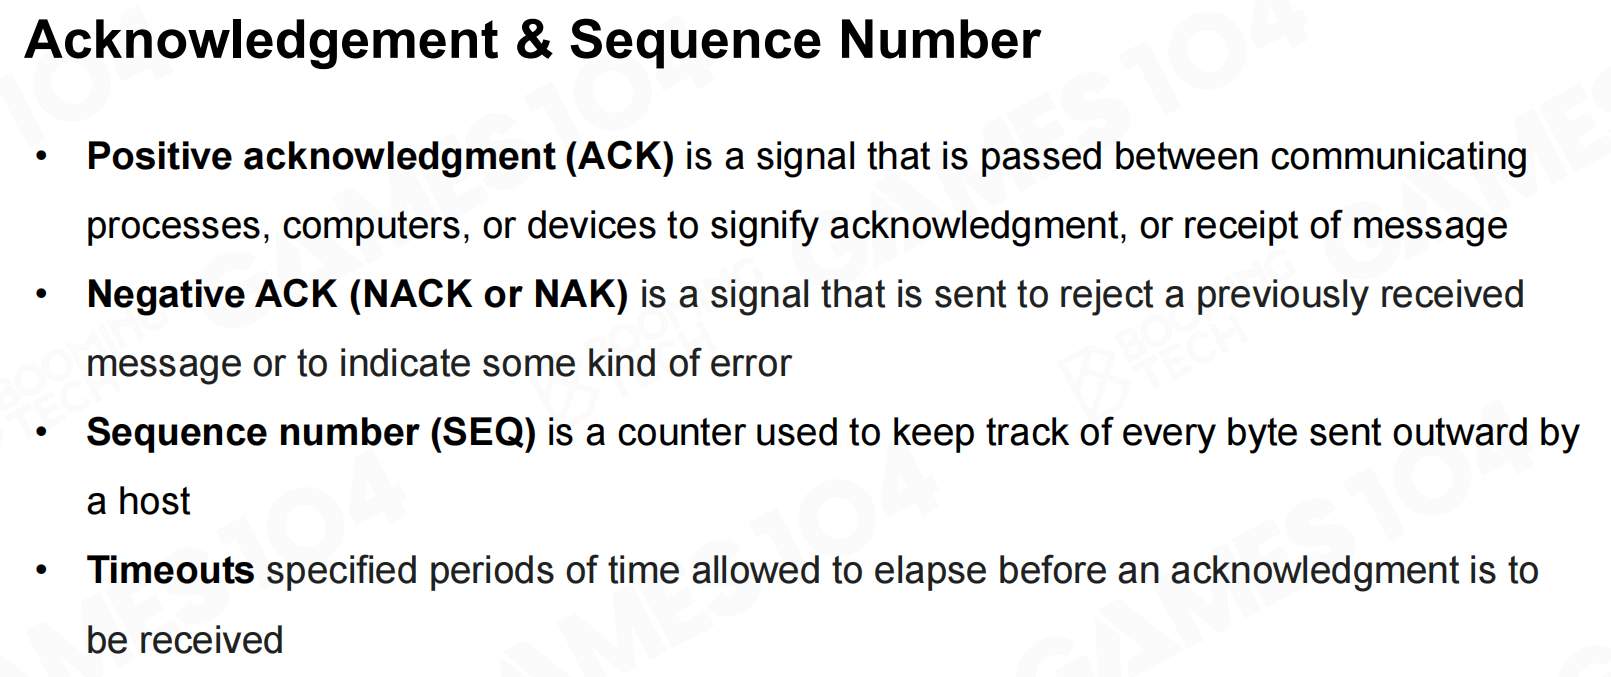 Acknowledgement & Sequence Number
• Positive acknowledgment (ACK) is a signal that is passed between communicating
processes, computers, or devices to signify acknowledgment, or receipt of message
• Negative ACK (NACK or NAK) is a signal that is sent to reject a previously received
message or to indicate some kind of error
• Sequence number (SEQ) is a counter used to keep track of every byte sent outward by
a host
• Timeouts specified periods of time allowed to elapse before an acknowledgment is to
be received
GAMES104
BOOMING
TECH